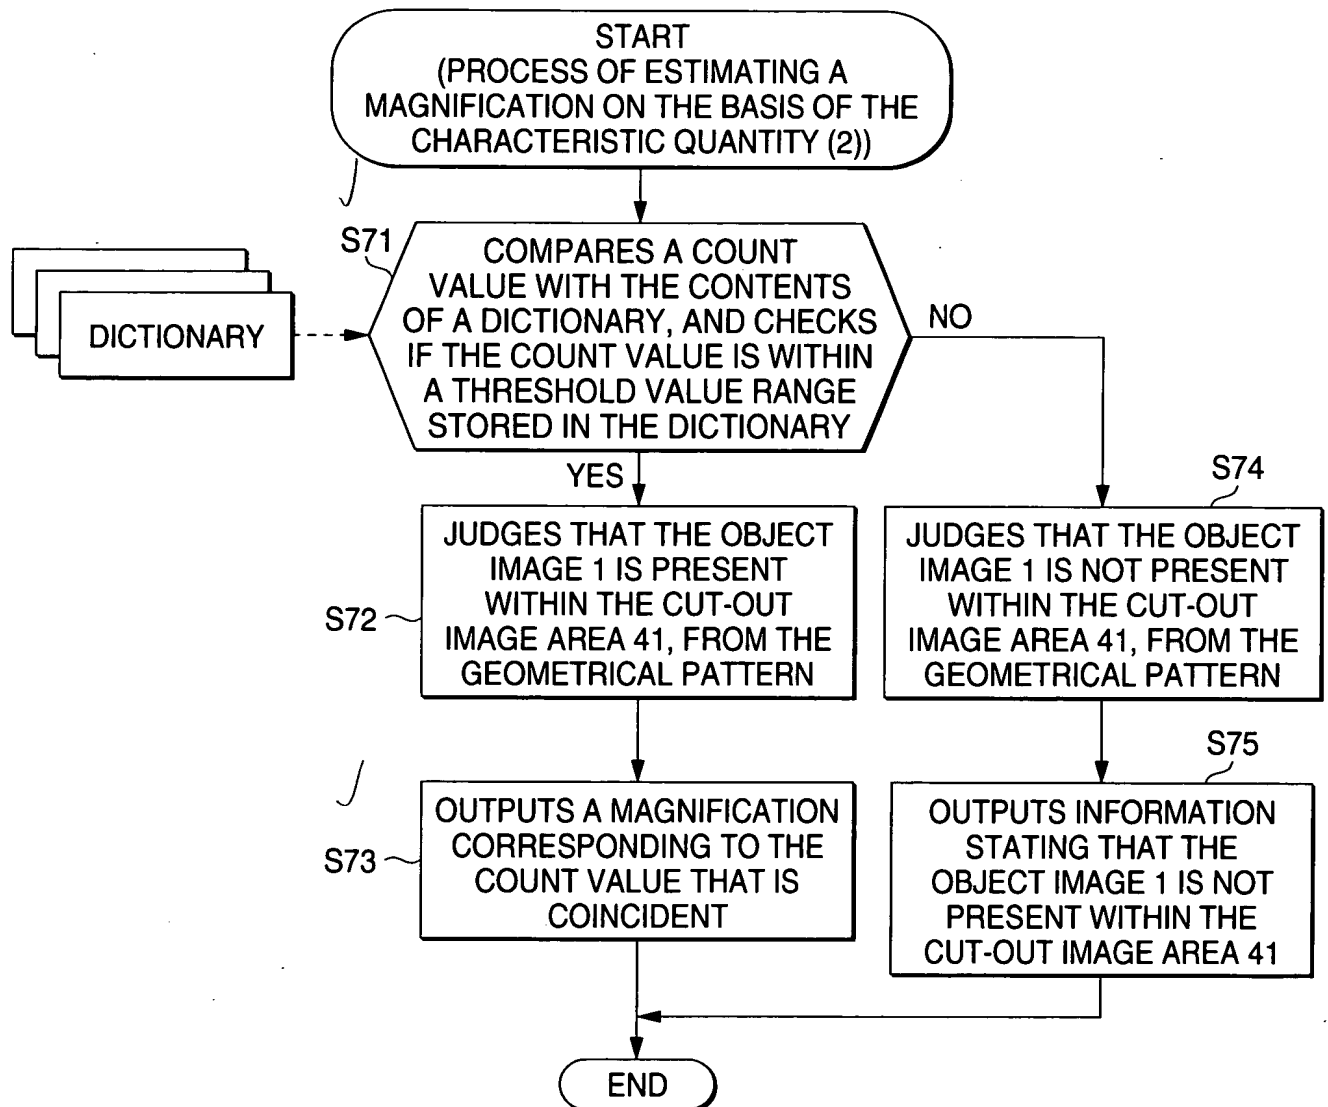 START
(PROCESS OF ESTIMATING A
MAGNIFICATION ON THE BASIS OF THE
CHARACTERISTIC QUANTITY (2))
S71
COMPARES A COUNT
VALUE WITH THE CONTENTS
OF A DICTIONARY, AND CHECKS
IF THE COUNT VALUE IS WITHIN
A THRESHOLD VALUE RANGE
STORED IN THE DICTIONARY
DICTIONARY
NO
YES
S72
JUDGES THAT THE OBJECT
IMAGE 1 IS PRESENT
WITHIN THE CUT-OUT
IMAGE AREA 41, FROM THE
GEOMETRICAL PATTERN
S74
JUDGES THAT THE OBJECT
IMAGE 1 IS NOT PRESENT
WITHIN THE CUT-OUT
IMAGE AREA 41, FROM THE
GEOMETRICAL PATTERN
S73
OUTPUTS A MAGNIFICATION
CORRESPONDING TO THE
COUNT VALUE THAT IS
COINCIDENT
S75
OUTPUTS INFORMATION
STATING THAT THE
OBJECT IMAGE 1 IS NOT
PRESENT WITHIN THE
CUT-OUT IMAGE AREA 41
END